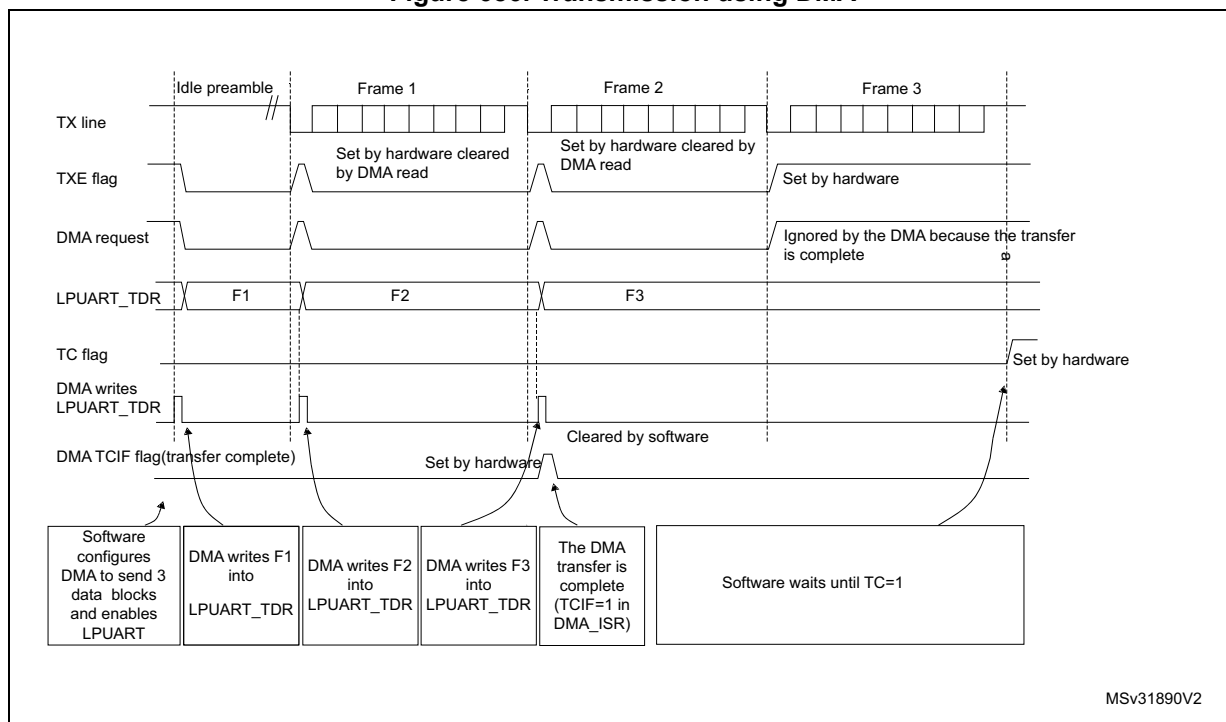 Idle preamble
Frame 1
Frame 2
Frame 3
TX line
Set by hardware cleared
by DMA read
Set by hardware cleared by
DMA read
TXE flag
Set by hardware
DMA request
Ignored by the DMA because the transfer
is complete
LPUART_TDR
F1
F2
F3
TC flag
Set by hardware
DMA writes
LPUART_TDR
Cleared by software
DMA TCIF flag(transfer complete)
Set by hardware
Software
configures
DMA to send 3
data blocks
and enables
LPUART
DMA writes F1
into
LPUART_TDR
DMA writes F2
into
LPUART_TDR
DMA writes F3
into
LPUART_TDR
The DMA
transfer is
complete
(TCIF=1 in
DMA_ISR)
Software waits until TC=1
MSv31890V2